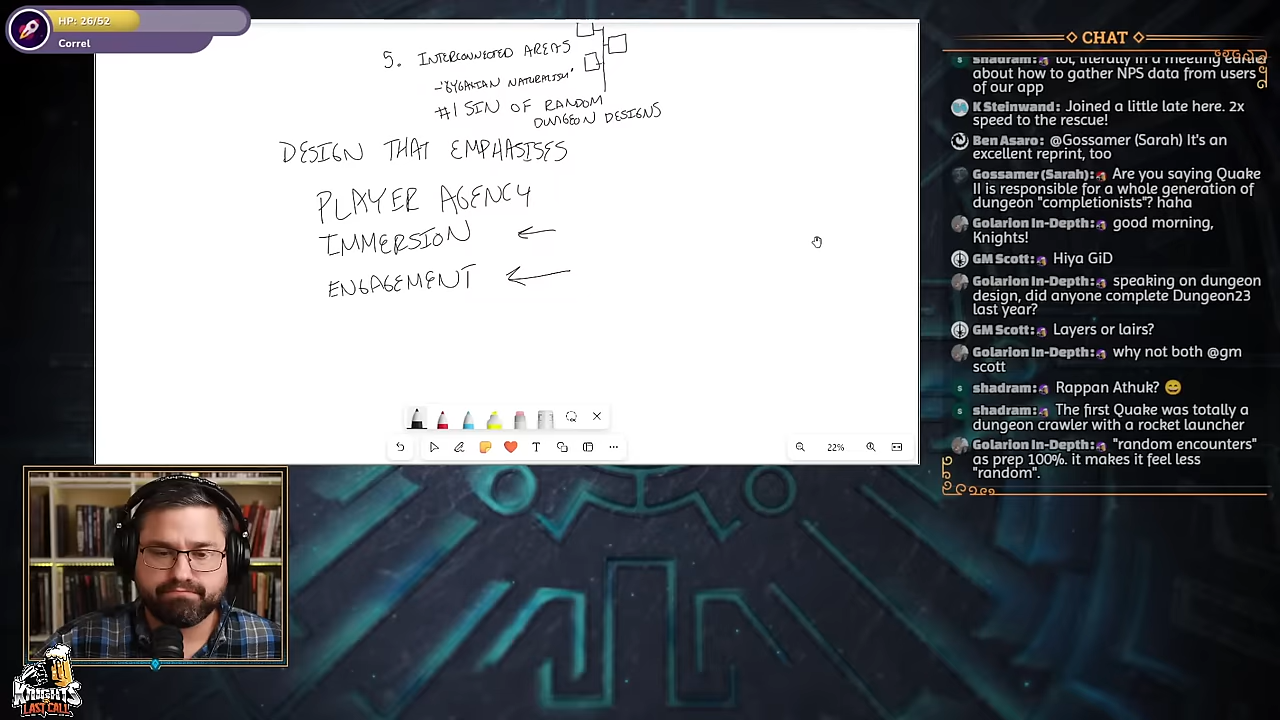 HP: 26/52
Correl
5. INTERCONNECTED AREAS
-"GYGAXIAN NATURALISM"
#1 SIN OF RANDOM
DUNGEON DESIGNS
DESIGN THAT EMPHASISES
PLAYER AGENCY
IMMERSION
ENGAGEMENT
22%
CHAT
shadram: lol, literally in a meeting earlier
about how to gather NPS data from users
of our app
K Steinwand: Joined a little late here. 2x
speed to the rescue!
Ben Asaro: @Gossamer (Sarah) It's an
excellent reprint, too
Gossamer (Sarah): Are you saying Quake
II is responsible for a whole generation of
dungeon "completionists"? haha
Golarion In-Depth: good morning,
Knights!
GM Scott: Hiya GiD
Golarion In-Depth: speaking on dungeon
design, did anyone complete Dungeon23
last year?
GM Scott: Layers or lairs?
Golarion In-Depth: why not both @gm
scott
shadram: Rappan Athuk? 😄
shadram: The first Quake was totally a
dungeon crawler with a rocket launcher
Golarion In-Depth: "random encounters"
as prep 100%. it makes it feel less
"random".
KNIGHTS
OF LAST CALL